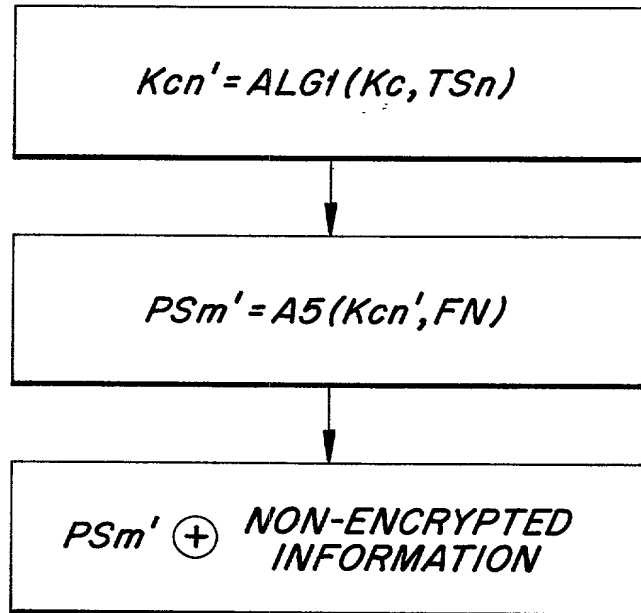 Kcn' = ALG1(Kc, TSn)
PSm' = A5(Kcn', FN)
PSm' ⊕ NON-ENCRYPTED
INFORMATION